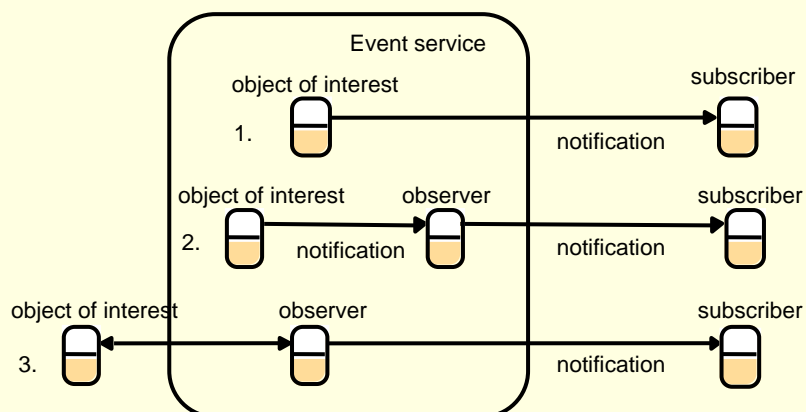 Event service
object of interest
subscriber
1.
notification
object of interest
observer
subscriber
2.
notification
notification
object of interest
observer
subscriber
3.
notification